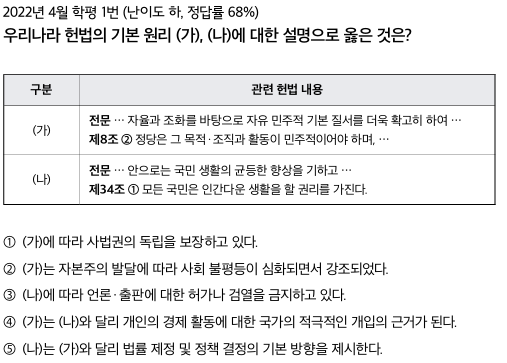 2022년 4월 학평 1번 (난이도 하, 정답률 68%)
우리나라 헌법의 기본 원리 (가), (나)에 대한 설명으로 옳은 것은?
구분 관련 헌법 내용
(가) 전문 … 자율과 조화를 바탕으로 자유 민주적 기본 질서를 더욱 확고히 하여 …
제8조 ② 정당은 그 목적·조직과 활동이 민주적이어야 하며, …
(나) 전문 … 안으로는 국민 생활의 균등한 향상을 기하고 …
제34조 ① 모든 국민은 인간다운 생활을 할 권리를 가진다.
① (가)에 따라 사법권의 독립을 보장하고 있다.
② (가)는 자본주의 발달에 따라 사회 불평등이 심화되면서 강조되었다.
③ (나)에 따라 언론·출판에 대한 허가나 검열을 금지하고 있다.
④ (가)는 (나)와 달리 개인의 경제 활동에 대한 국가의 적극적인 개입의 근거가 된다.
⑤ (나)는 (가)와 달리 법률 제정 및 정책 결정의 기본 방향을 제시한다.